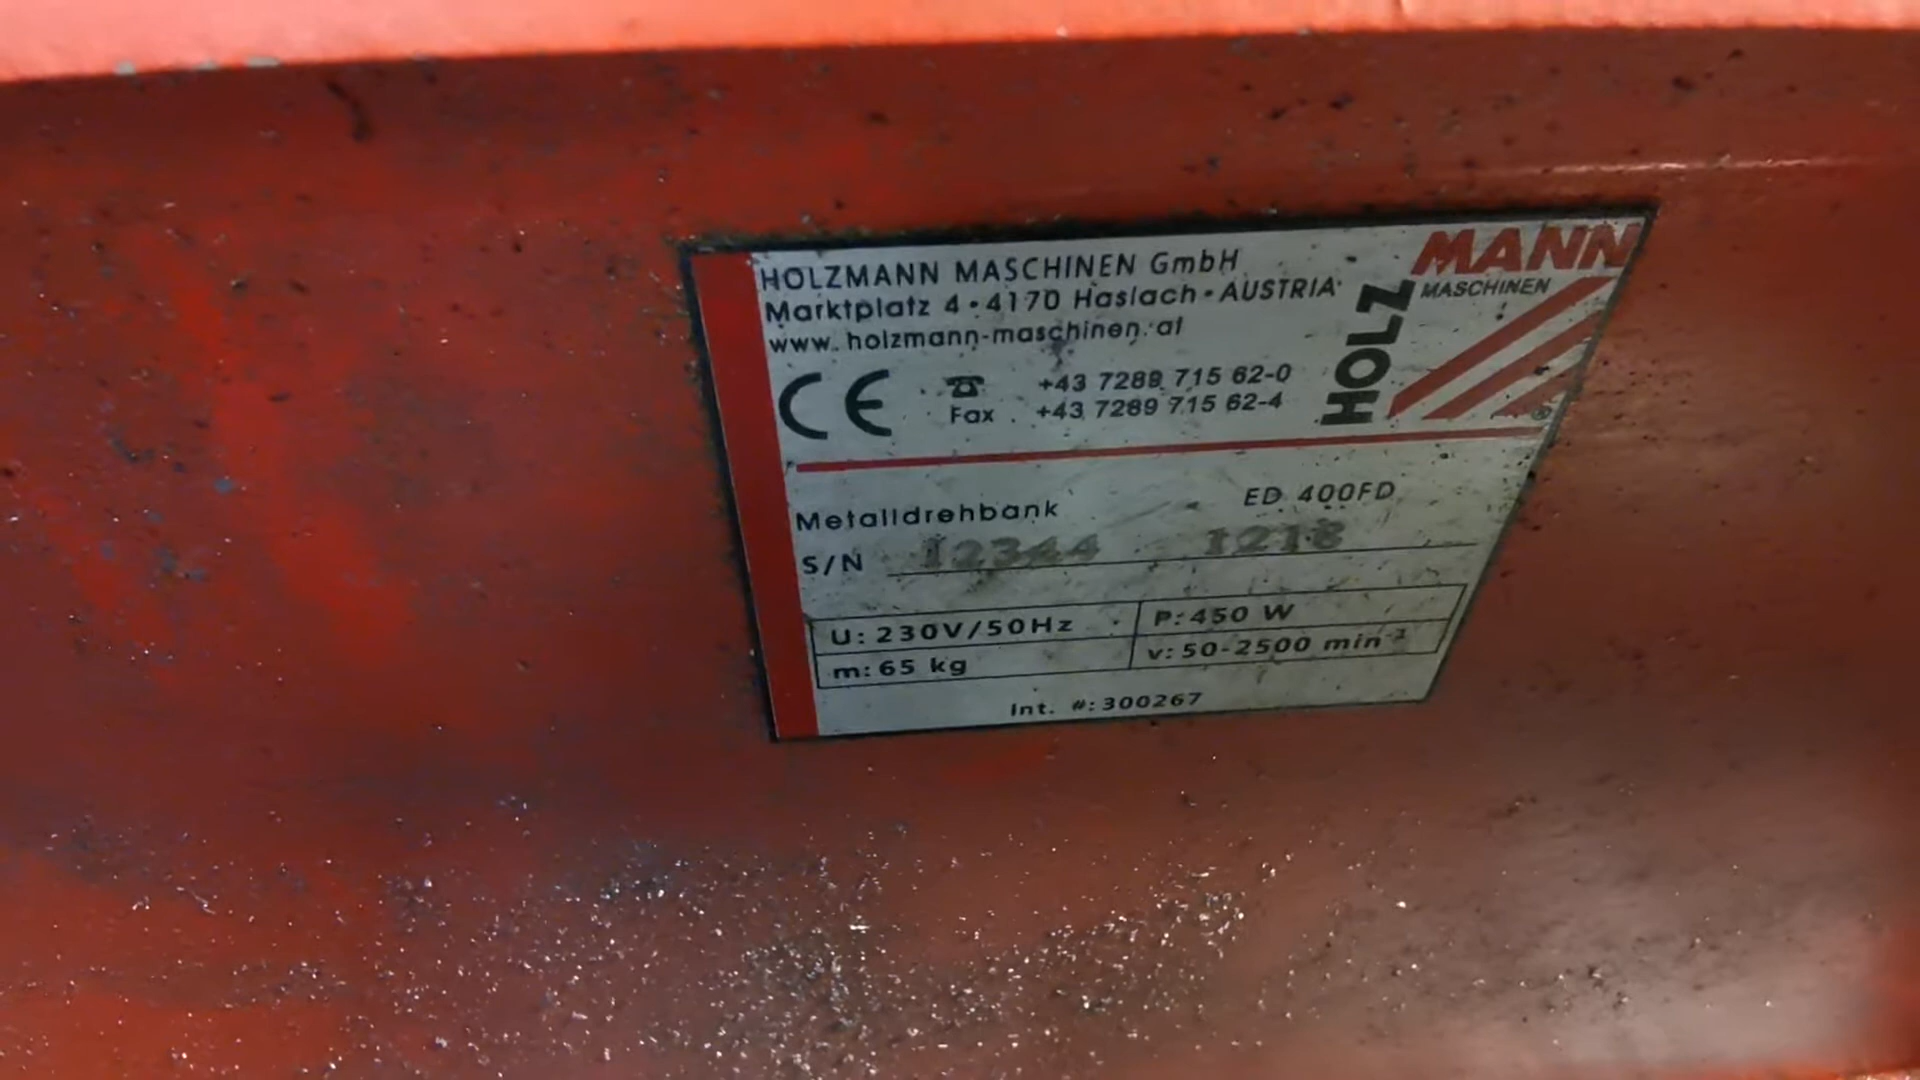 HOLZMANN MASCHINEN GmbH
Marktplatz 4 • 4170 Haslach • AUSTRIA
www.holzmann-maschinen.at
CE
☎ +43 7289 715 62-0
Fax +43 7289 715 62-4
HOLZ
MANN
MASCHINEN
®
Metalldrehbank ED 400FD
S/N 12344 1218
U: 230V/50Hz P: 450 W
m: 65 kg v: 50-2500 min⁻¹
Int. #: 300267